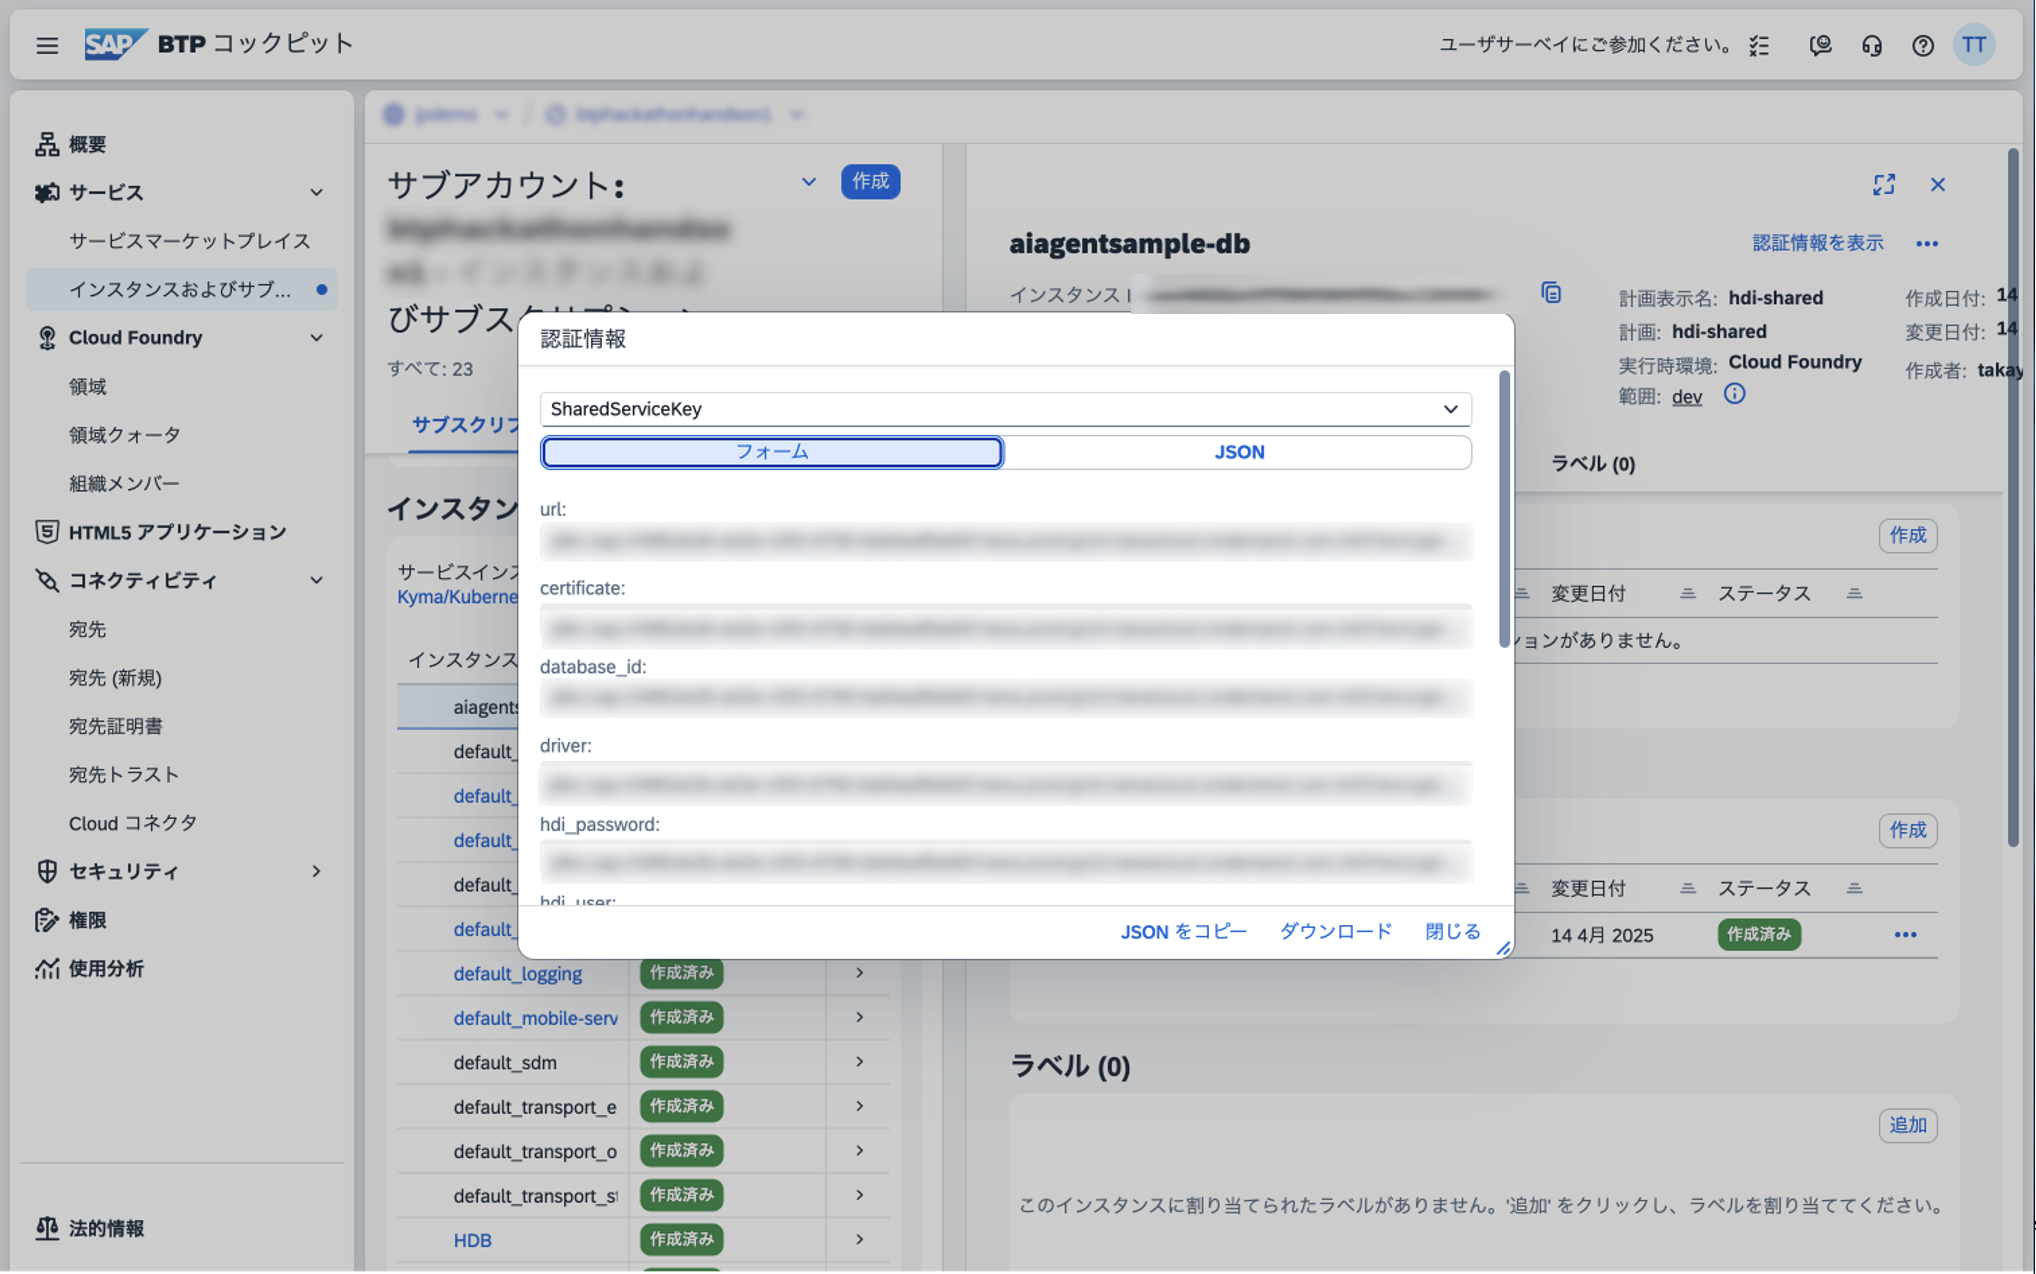 SAP BTP コックピット
ユーザサーベイにご参加ください。
TT
概要
サービス
サービスマーケットプレイス
インスタンスおよびサブ...
Cloud Foundry
領域
領域クォータ
組織メンバー
HTML5 アプリケーション
コネクティビティ
宛先
宛先 (新規)
宛先証明書
宛先トラスト
Cloud コネクタ
セキュリティ
権限
使用分析
法的情報
サブアカウント:
作成
すべて: 23
サブスクリプ
インスタン
サービスインス
Kyma/Kuberne
インスタンス
aiagents
default_
default_
default_
default_
default_
default_logging 作成済み
default_mobile-serv 作成済み
default_sdm 作成済み
default_transport_e 作成済み
default_transport_o 作成済み
default_transport_st 作成済み
HDB 作成済み
aiagentsample-db
認証情報を表示
インスタンス I
計画表示名: hdi-shared
計画: hdi-shared
実行時環境: Cloud Foundry
範囲: dev
作成日付: 14
変更日付: 14
作成者: takay
ラベル (0)
作成
変更日付 ステータス
ションがありません。
作成
変更日付 ステータス
14 4月 2025 作成済み
ラベル (0)
追加
このインスタンスに割り当てられたラベルがありません。'追加' をクリックし、ラベルを割り当ててください。
認証情報
SharedServiceKey
フォーム JSON
url:
certificate:
database_id:
driver:
hdi_password:
hdi_user:
JSON をコピー ダウンロード 閉じる